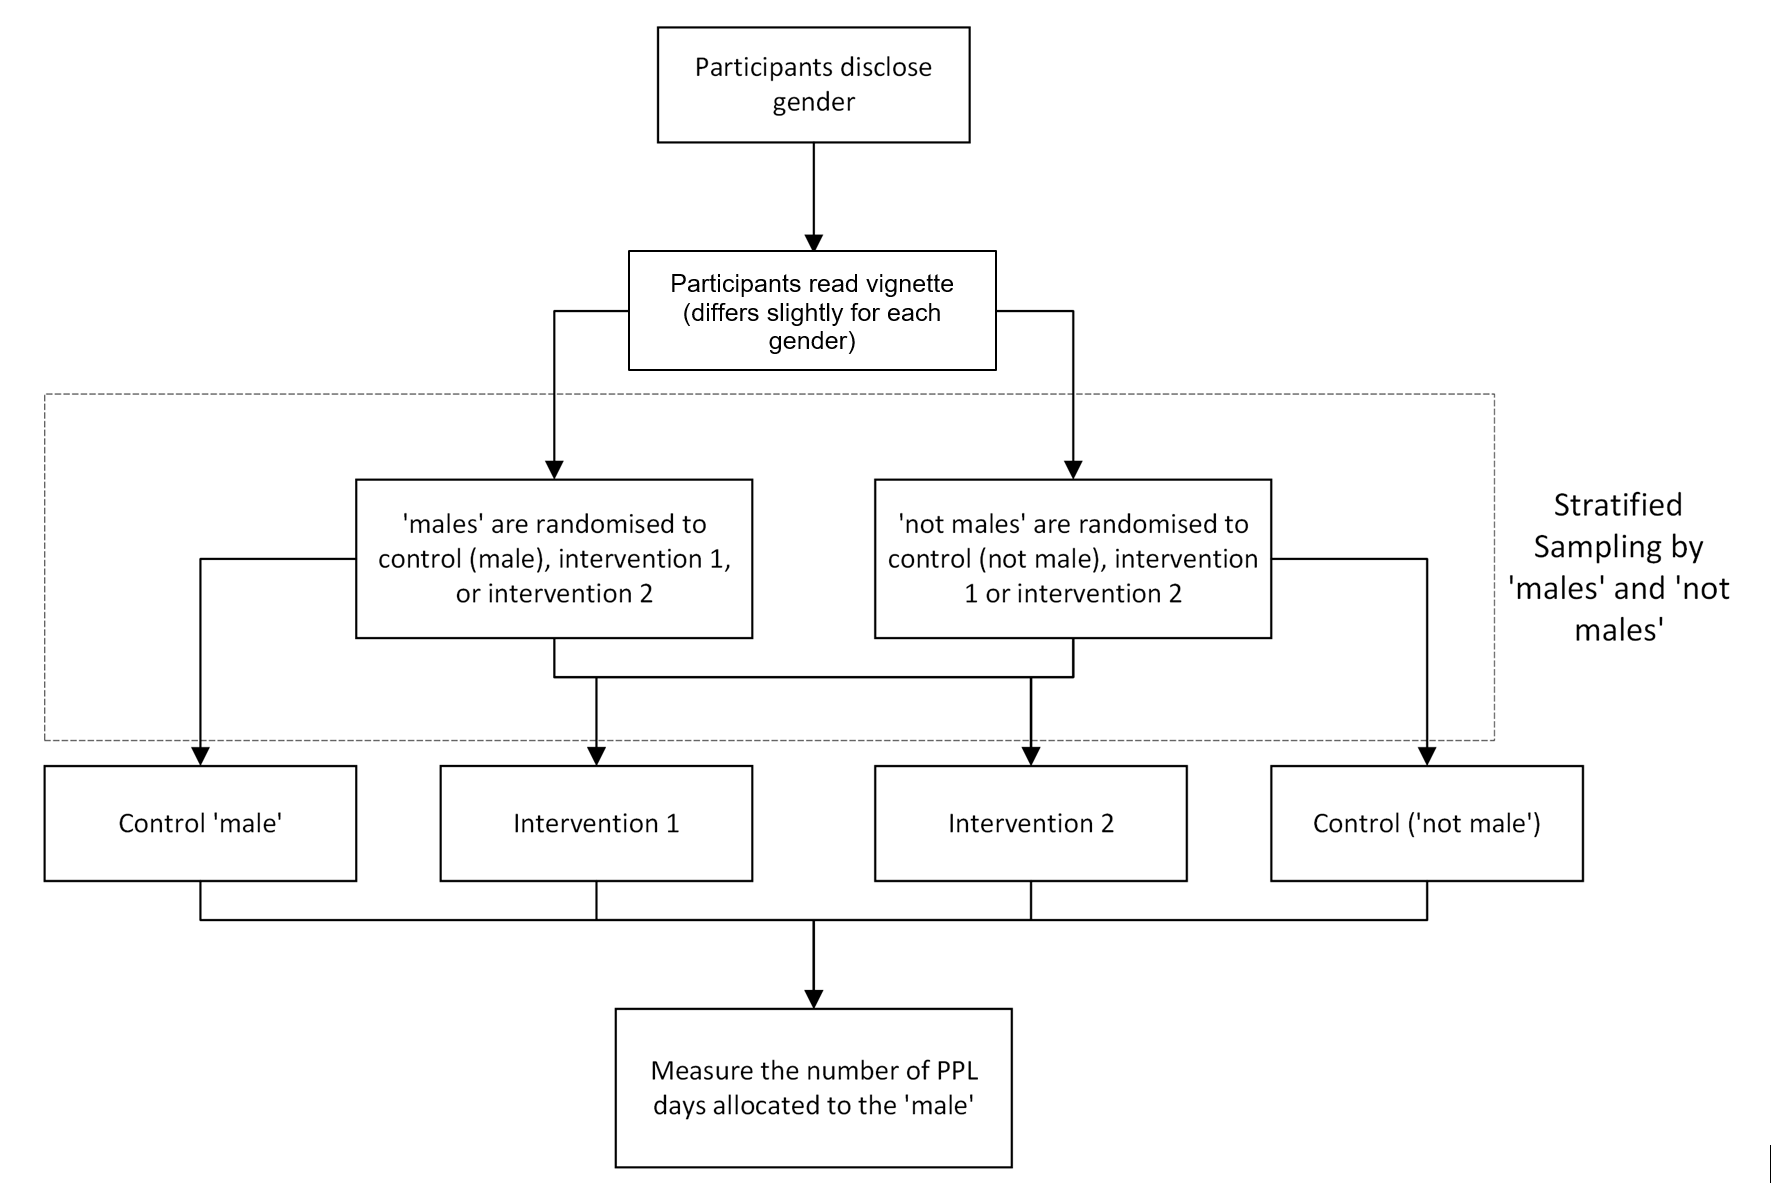 Participants disclose
gender
Participants read vignette
(differs slightly for each
gender)
'males' are randomised to
control (male), intervention 1,
or intervention 2
'not males' are randomised to
control (not male), intervention
1 or intervention 2
Stratified
Sampling by
'males' and 'not
males'
Control 'male'
Intervention 1
Intervention 2
Control ('not male')
Measure the number of PPL
days allocated to the 'male'